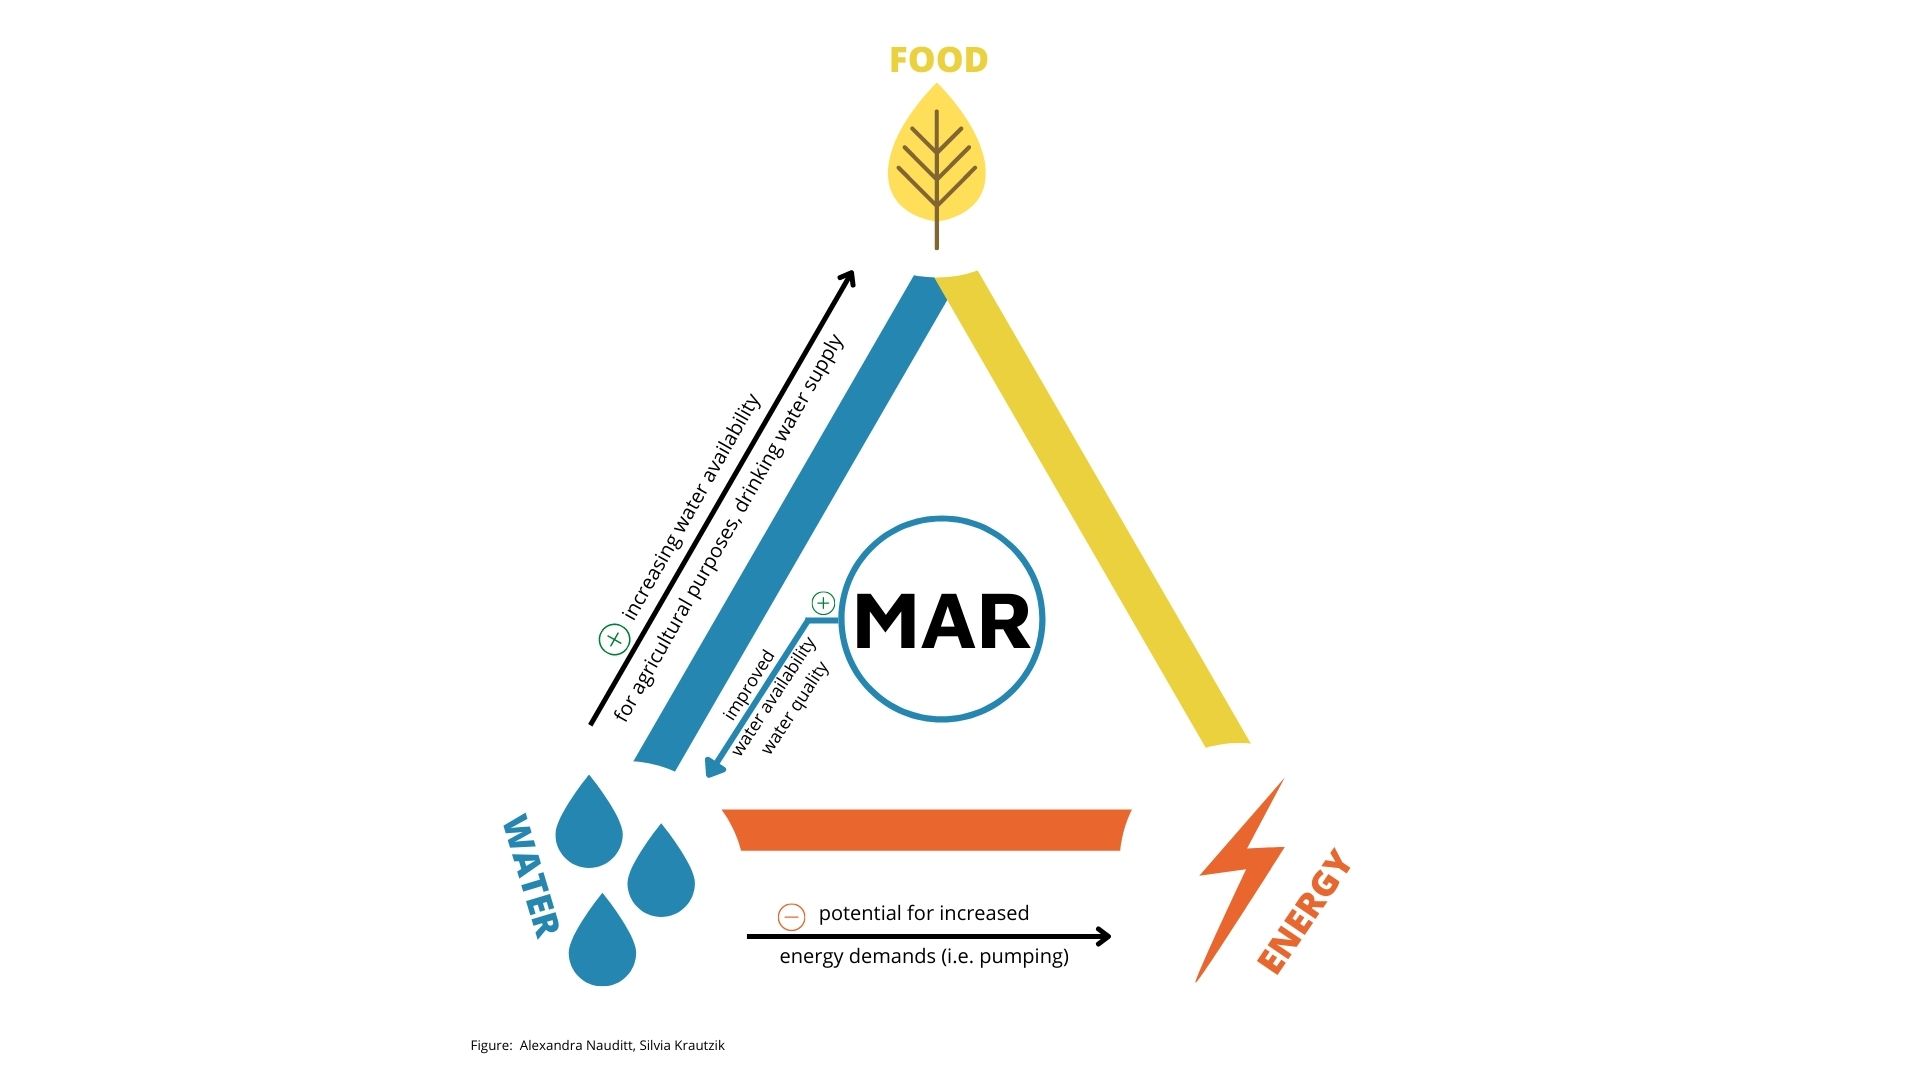 FOOD
increasing water availability
for agricultural purposes, drinking water supply
MAR
improved
water availability
water quality
WATER
ENERGY
potential for increased
energy demands (i.e. pumping)
Figure: Alexandra Nauditt, Silvia Krautzik